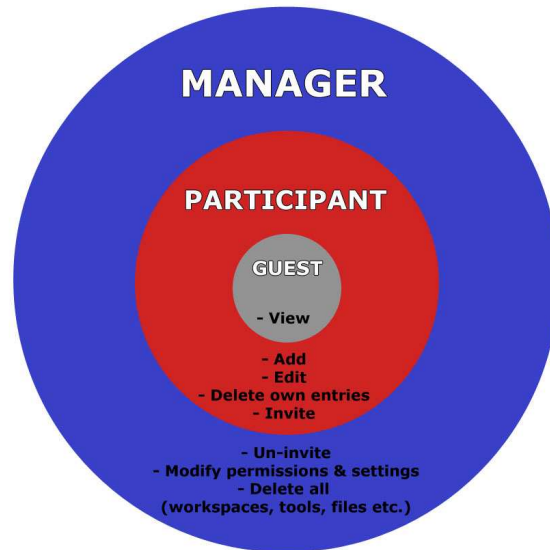 MANAGER
PARTICIPANT
GUEST
- View
- Add
- Edit
- Delete own entries
- Invite
- Un-invite
- Modify permissions & settings
- Delete all
(workspaces, tools, files etc.)